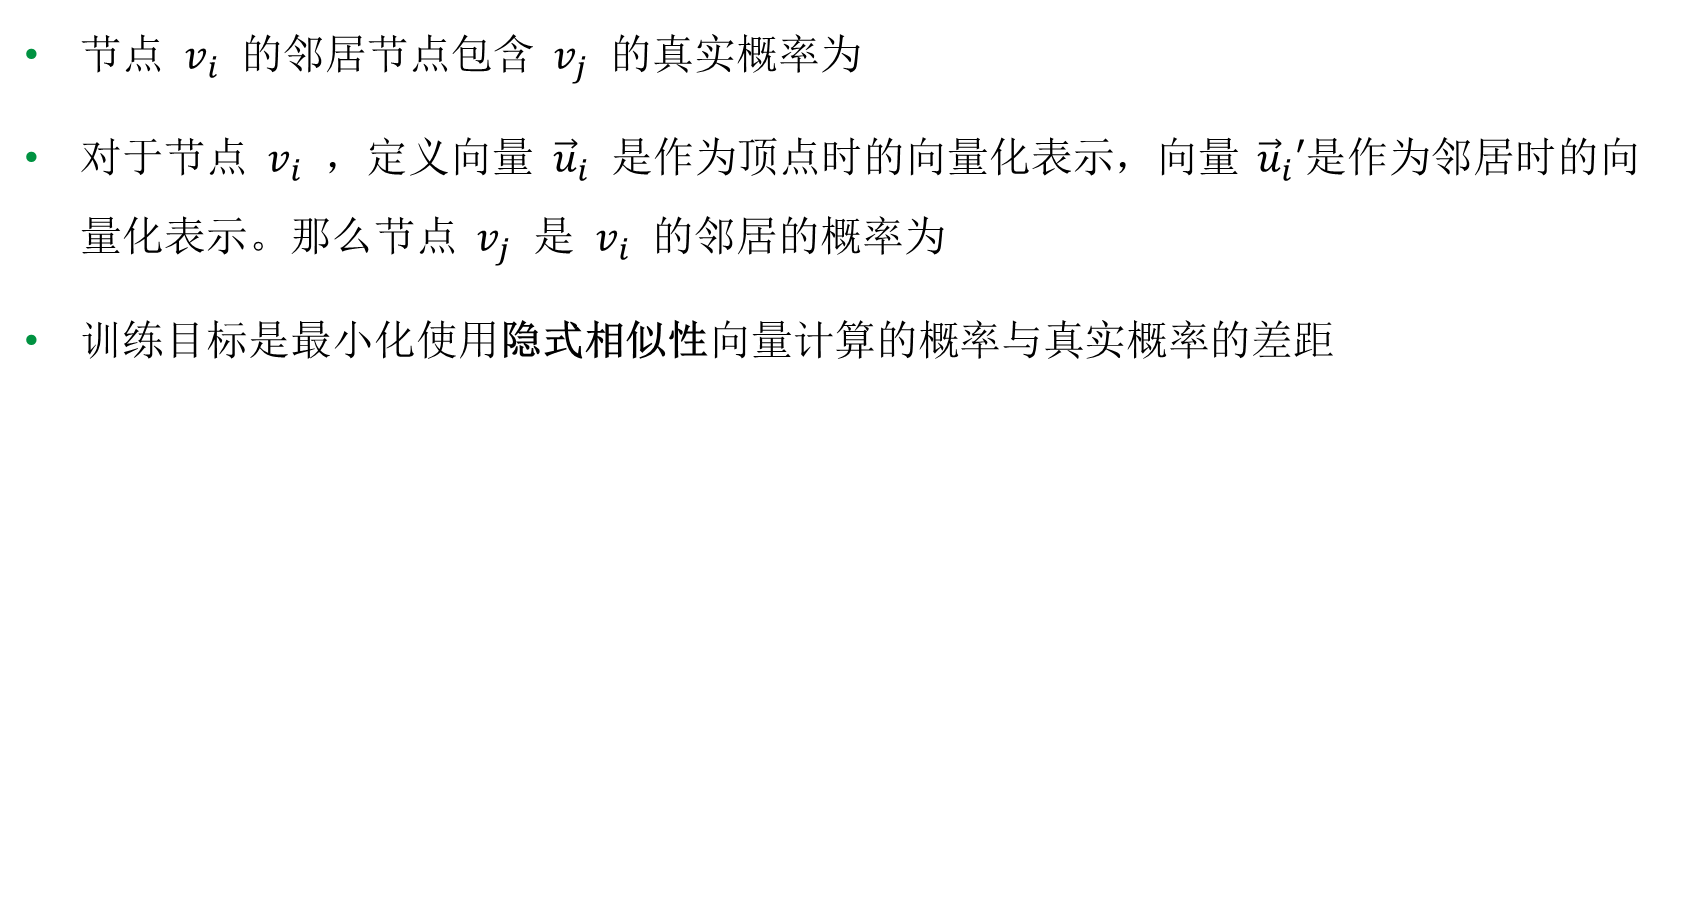 • 节点 vᵢ 的邻居节点包含 vⱼ 的真实概率为
• 对于节点 vᵢ ，定义向量 u⃗ᵢ 是作为顶点时的向量化表示，向量 u⃗ᵢ′是作为邻居时的向
量化表示。那么节点 vⱼ 是 vᵢ 的邻居的概率为
• 训练目标是最小化使用隐式相似性向量计算的概率与真实概率的差距